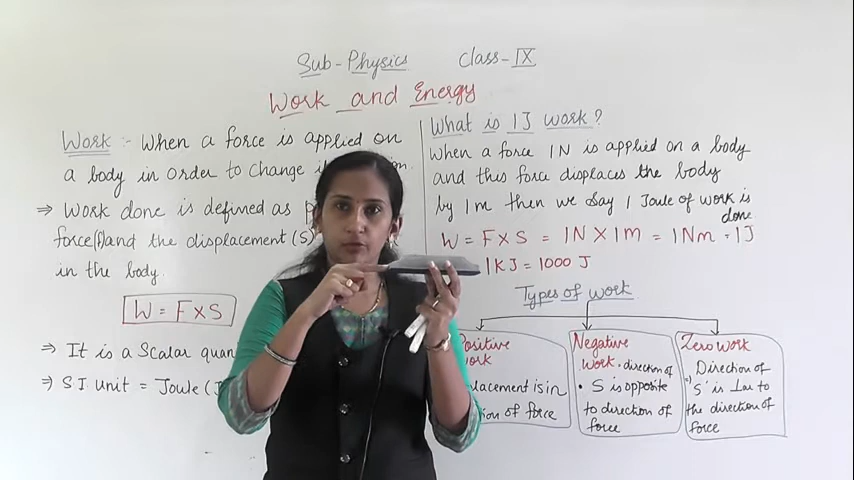 Sub-Physics Class-IX
Work and Energy
Work :- When a force is applied on
a body in order to change
⇒ Work done is defined as
force(F) and the displacement (S)
in the body.
W = F×S
⇒ It is a Scalar
⇒ S.I. unit = Joule
What is 1J work?
When a force 1N is applied on a body
and this force displaces the body
by 1m then we say 1 Joule of work is
done
W = F×S = 1N×1m = 1Nm = 1J
1KJ = 1000 J
Types of work
Positive
work
is in
of force
Negative
work. direction of
• S is opposite
to direction of
force
Zero work
Direction of
'S' is ⊥ar to
the direction of
force